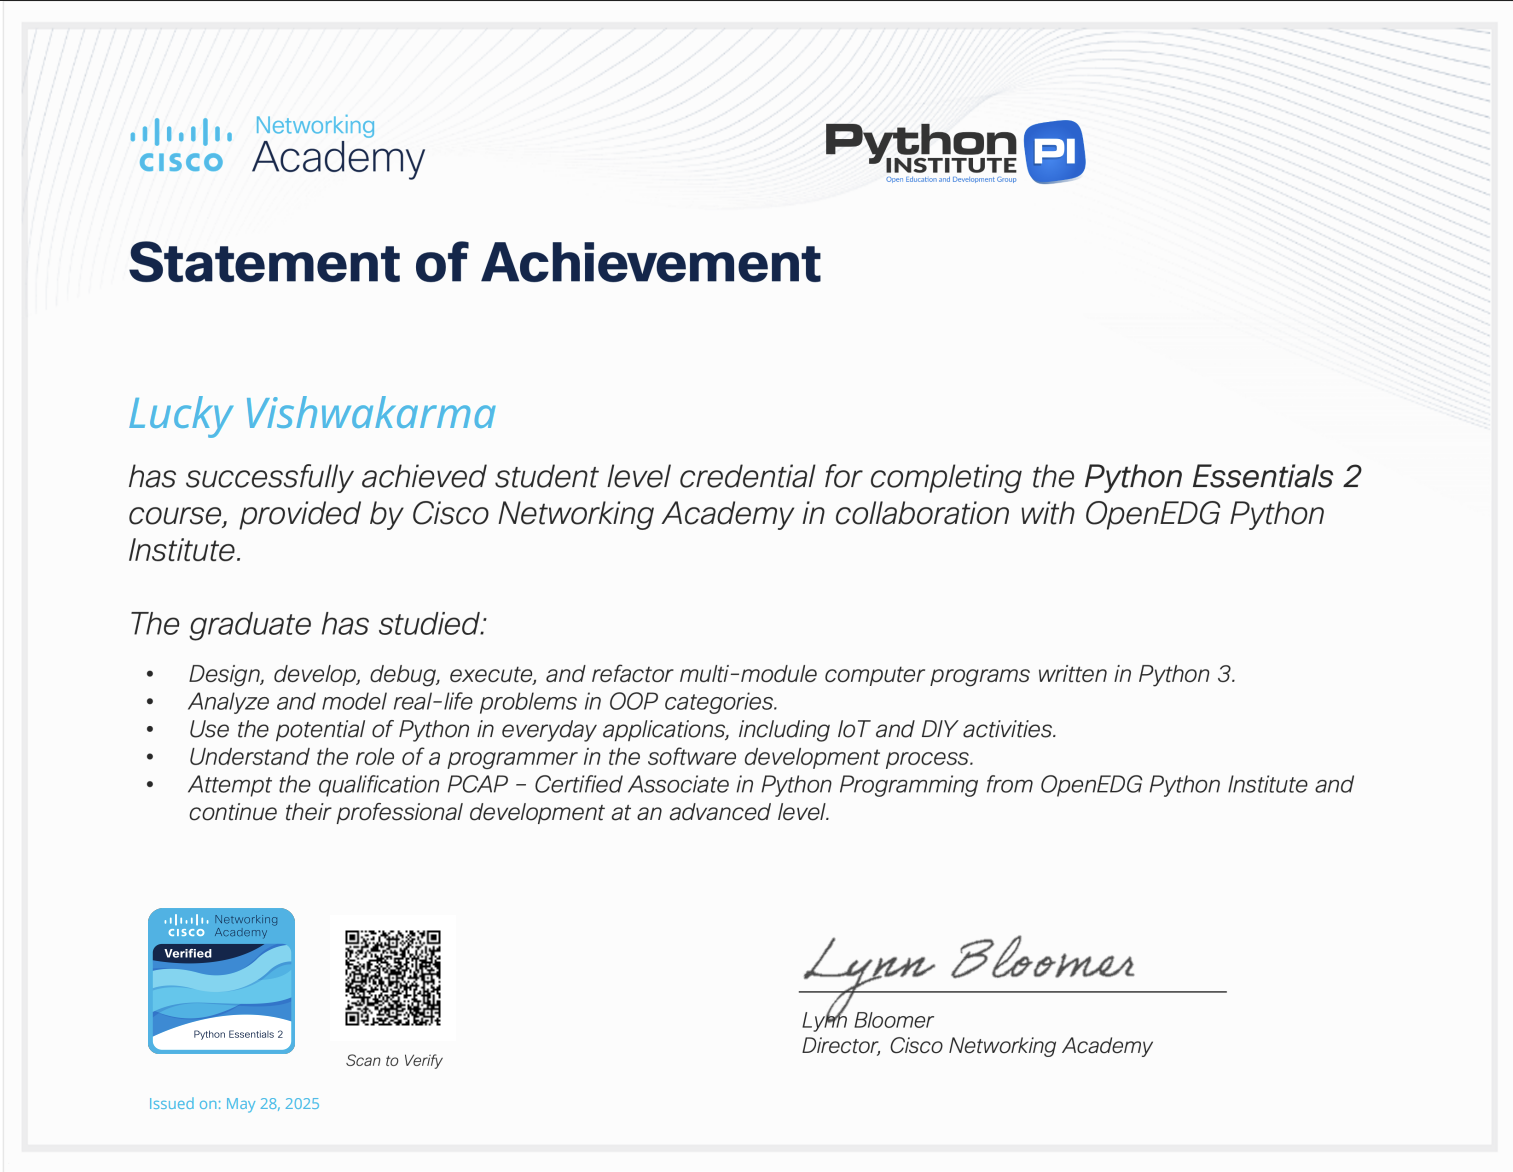 CISCO
Networking
Academy
Python
INSTITUTE
Open Education and Development Group
PI
Statement of Achievement
Lucky Vishwakarma
has successfully achieved student level credential for completing the Python Essentials 2
course, provided by Cisco Networking Academy in collaboration with OpenEDG Python
Institute.
The graduate has studied:
• Design, develop, debug, execute, and refactor multi-module computer programs written in Python 3.
• Analyze and model real-life problems in OOP categories.
• Use the potential of Python in everyday applications, including IoT and DIY activities.
• Understand the role of a programmer in the software development process.
• Attempt the qualification PCAP – Certified Associate in Python Programming from OpenEDG Python Institute and
continue their professional development at an advanced level.
CISCO
Networking
Academy
Verified
Python Essentials 2
Scan to Verify
Lynn Bloomer
Lynn Bloomer
Director, Cisco Networking Academy
Issued on: May 28, 2025